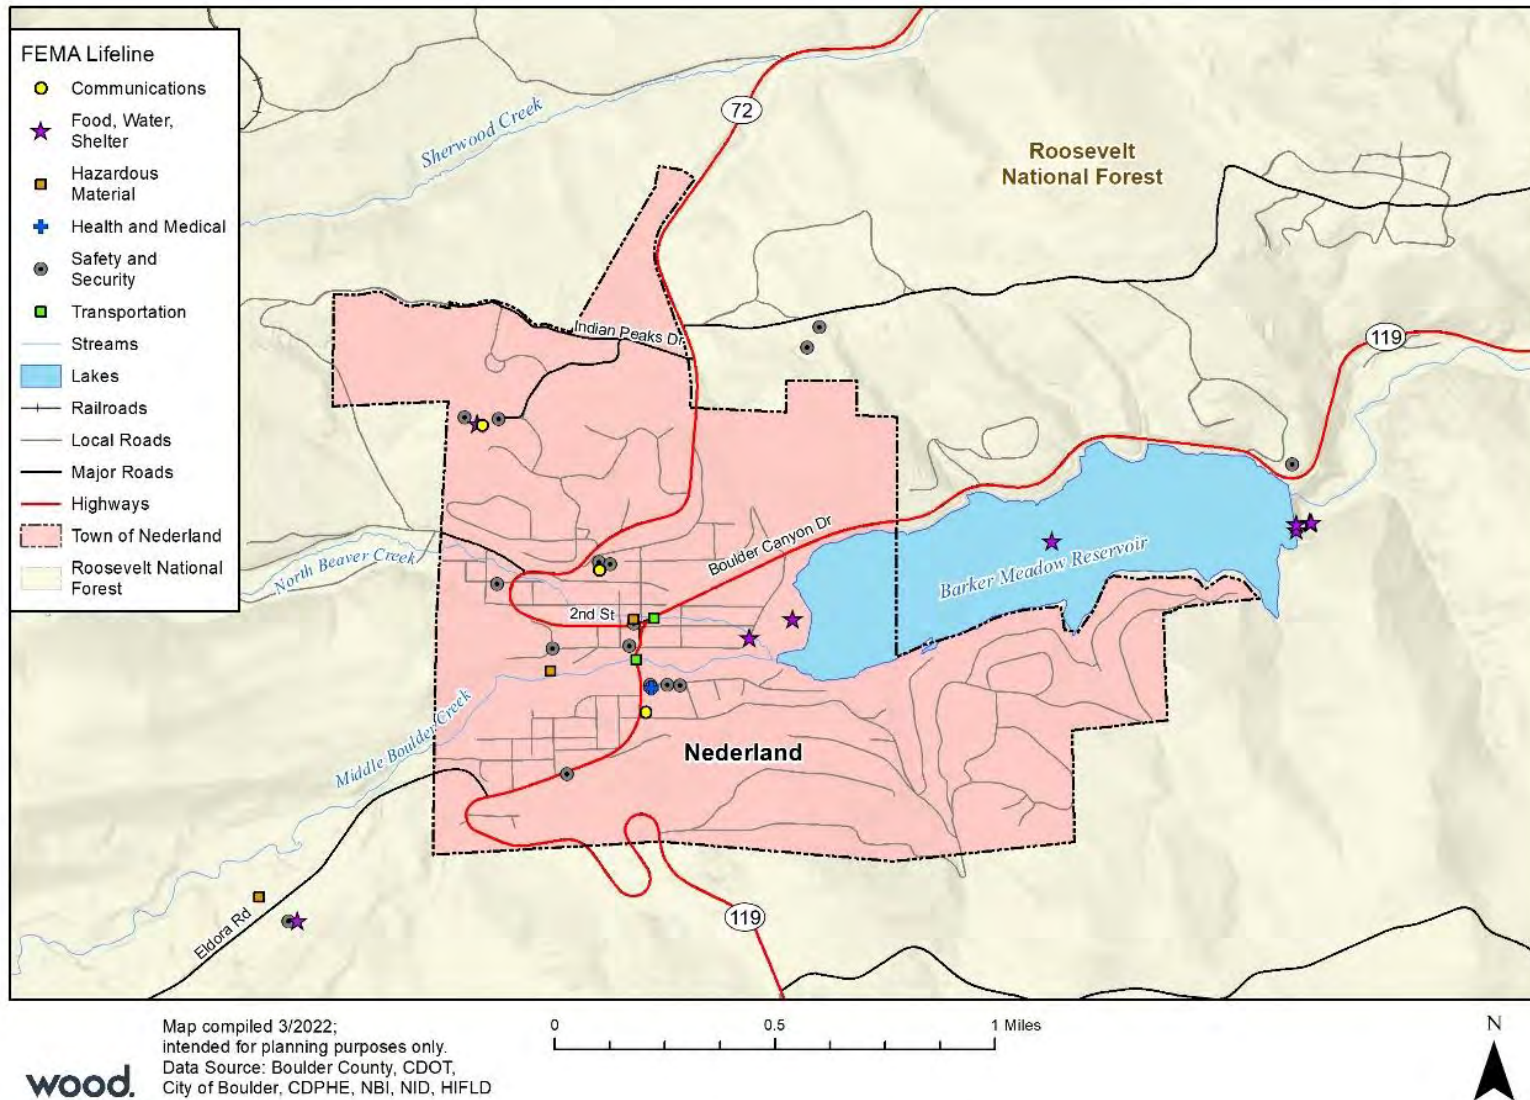 FEMA Lifeline
Communications
Food, Water,
Shelter
Hazardous
Material
Health and Medical
Safety and
Security
Transportation
Streams
Lakes
Railroads
Local Roads
Major Roads
Highways
Town of Nederland
Roosevelt National
Forest
72
Sherwood Creek
Roosevelt
National Forest
Indian Peaks Dr
119
Boulder Canyon Dr
North Beaver Creek
Barker Meadow Reservoir
2nd St
Middle Boulder Creek
Nederland
Eldora Rd
119
Map compiled 3/2022;
intended for planning purposes only.
Data Source: Boulder County, CDOT,
City of Boulder, CDPHE, NBI, NID, HIFLD
wood.
0 0.5 1 Miles
N